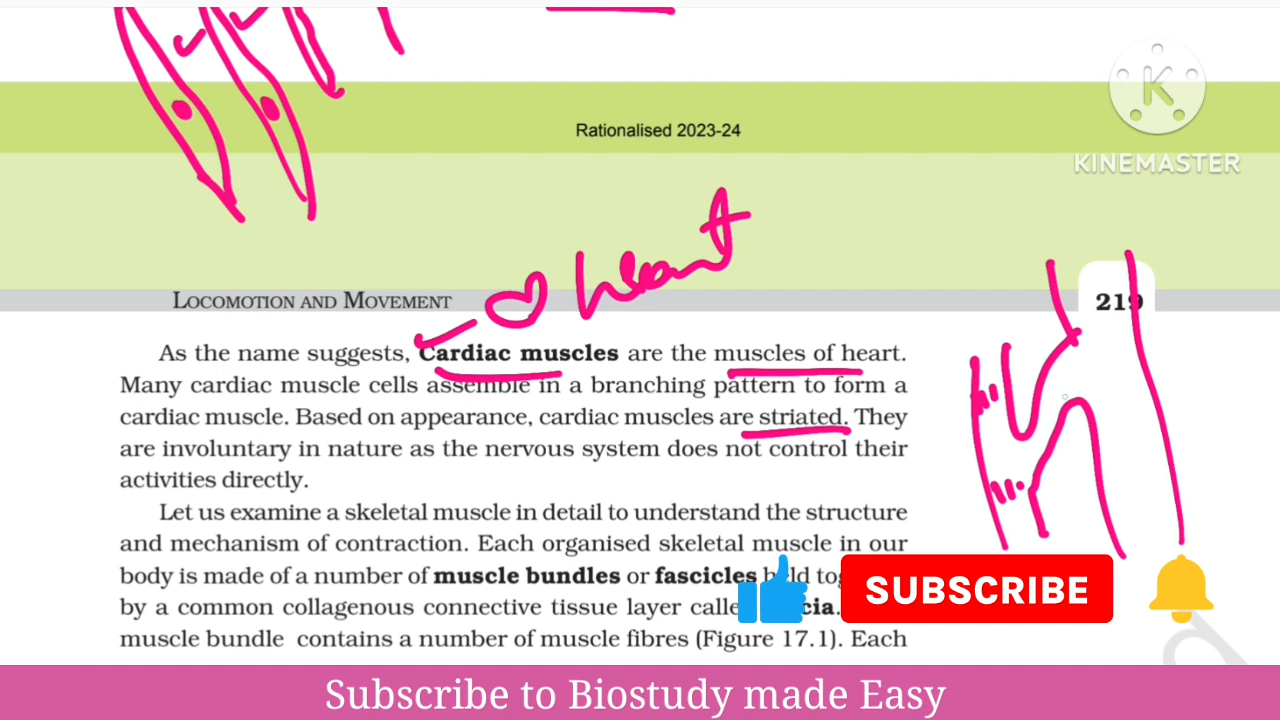 Rationalised 2023-24
KINEMASTER
heart
LOCOMOTION AND MOVEMENT
219
As the name suggests, Cardiac muscles are the muscles of heart.
Many cardiac muscle cells assemble in a branching pattern to form a
cardiac muscle. Based on appearance, cardiac muscles are striated. They
are involuntary in nature as the nervous system does not control their
activities directly.
Let us examine a skeletal muscle in detail to understand the structure
and mechanism of contraction. Each organised skeletal muscle in our
body is made of a number of muscle bundles or fascicles held
by a common collagenous connective tissue layer
muscle bundle contains a number of muscle fibres (Figure 17.1). Each
SUBSCRIBE
Subscribe to Biostudy made Easy